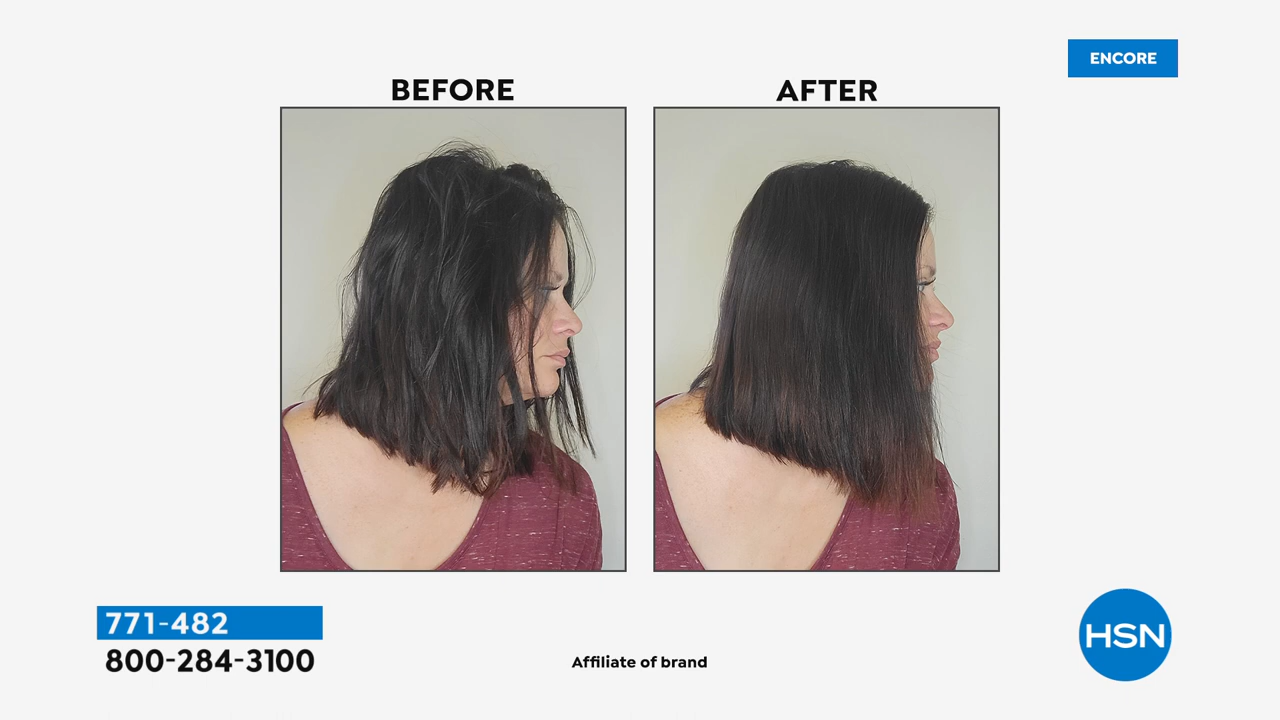 ENCORE
BEFORE
AFTER
771-482
800-284-3100
Affiliate of brand
HSN